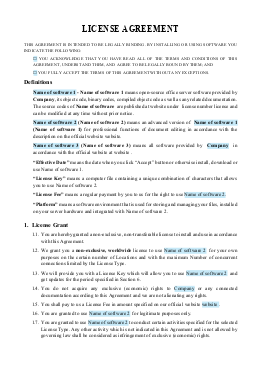 LICENSE AGREEMENT
THIS AGREEMENT IS INTENDED TO BE LEGALLY BINDING. BY INSTALLING OR USING SOFTWARE YOU
INDICATE THE FOLLOWING:
YOU ACKNOWLEDGE THAT YOU HAVE READ ALL OF THE TERMS AND CONDITIONS OF THIS
AGREEMENT, UNDERSTAND THEM, AND AGREE TO BE LEGALLY BOUND BY THEM; AND
YOU FULLY ACCEPT THE TERMS OF THIS AGREEMENT WITHOUT ANY EXCEPTIONS.
Definitions
Name of software 1 - Name of software 1 means open-source office server software provided by
Company, its object code, binary codes, compiled object code as well as any related documentation.
The source code of Name of software are published available under license number license and can
be modified at any time without prior notice.
Name of software 2 (Name of software 2) means an advanced version of Name of software 1
(Name of software 1) for professional functions of document editing in accordance with the
description on the official website website.
Name of software 3 (Name of software 3) means all software provided by Company in
accordance with the official website at website.
"Effective Date" means the date when you click "Accept" button or otherwise install, download or
use Name of software 1.
"License Key" means a computer file containing a unique combination of characters that allows
you to use Name of software 2.
"License Fee" means a regular payment by you to us for the right to use Name of software 2.
"Platform" means a software environment that is used for storing and managing your files, installed
on your server hardware and integrated with Name of software 2.
1. License Grant
1.1. You are hereby granted a non-exclusive, non-transferable license to install and use in accordance
with this Agreement.
1.2. We grant you a non-exclusive, worldwide license to use Name of software 2 for your own
purposes on the certain number of Locations and with the maximum Number of concurrent
connections limited by the License Type.
1.3. We will provide you with a License Key which will allow you to use Name of software 2 and
get updates for the period specified in Section 9.
1.4. You do not acquire any exclusive (economic) rights to Company or any connected
documentation according to this Agreement and we are not alienating any rights.
1.5. You shall pay to us a License Fee in amount specified on our official website website.
1.6. You are granted to use Name of software 2 for legitimate purposes only.
1.7. You are granted to use Name of software 2 to conduct certain activities specified for the selected
License Type. Any other activity which is not indicated in this Agreement and is not allowed by
governing law shall be considered as infringement of exclusive (economic) rights.